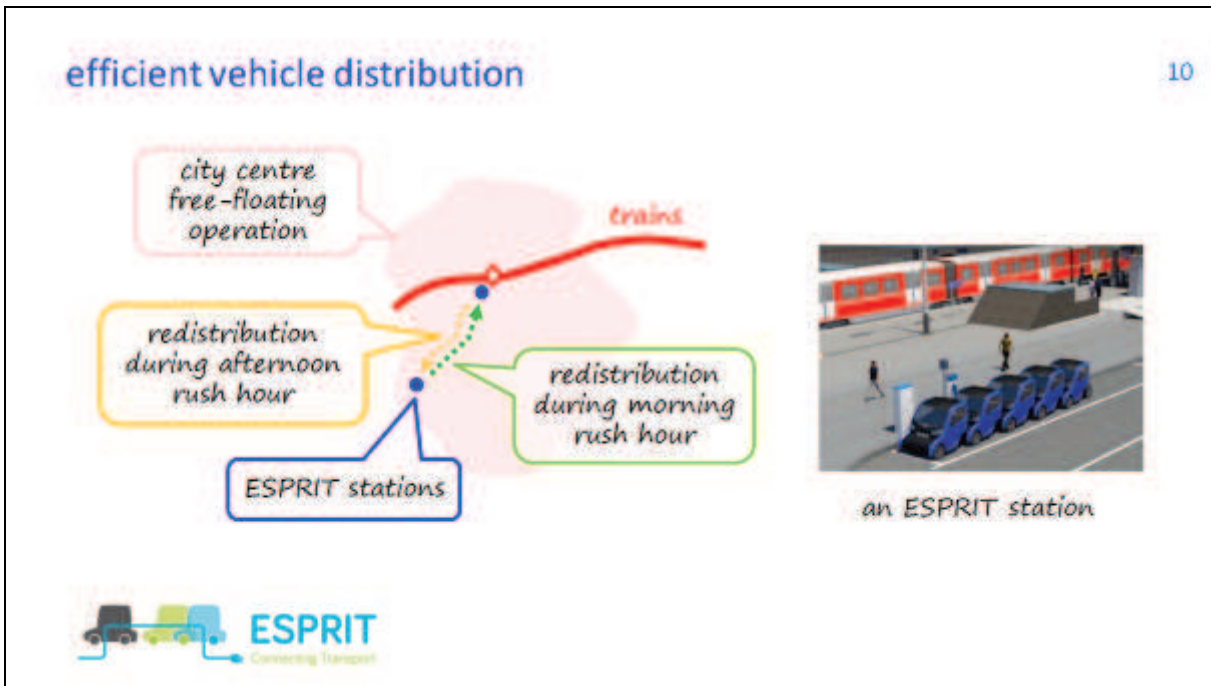 efficient vehicle distribution
10
city centre
free-floating
operation
trains
redistribution
during afternoon
rush hour
redistribution
during morning
rush hour
ESPRIT stations
an ESPRIT station
ESPRIT
Connecting Transport